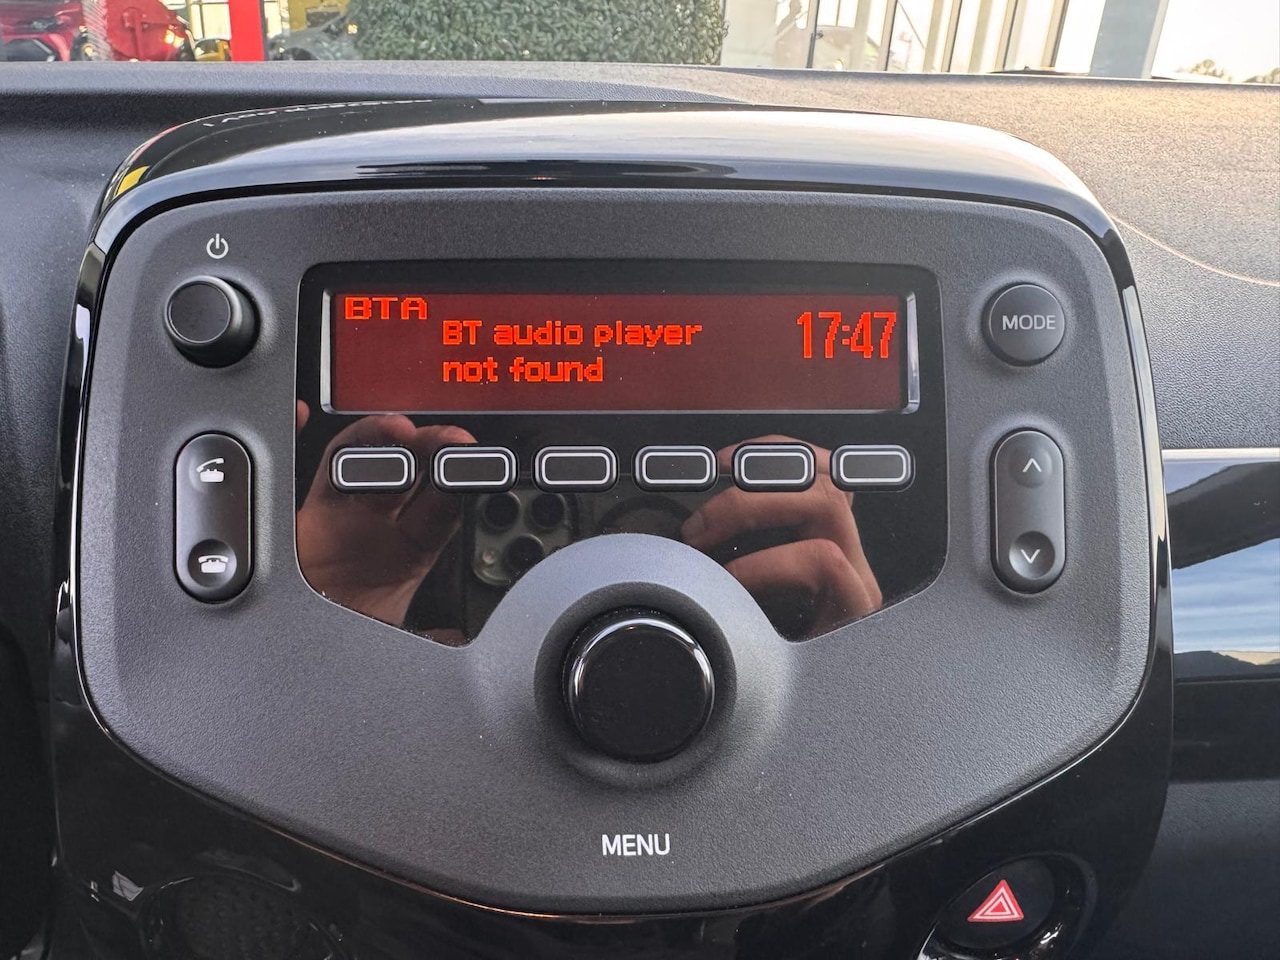 BTA
BT audio player
not found
17:47
MODE
MENU